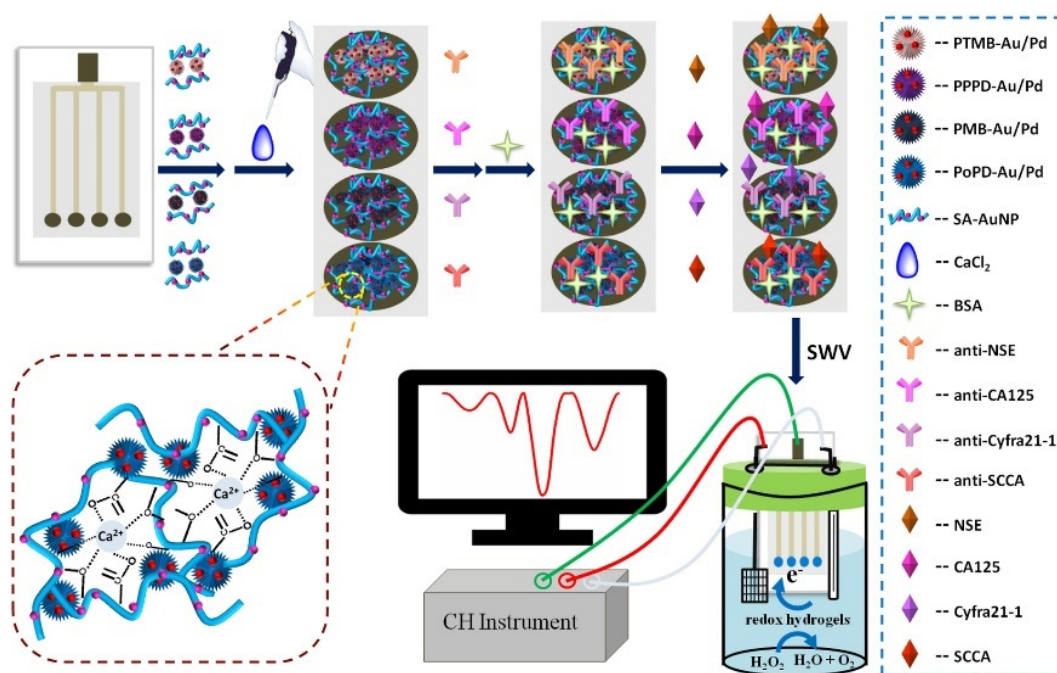 -- PTMB-Au/Pd
-- PPPD-Au/Pd
-- PMB-Au/Pd
-- PoPD-Au/Pd
-- SA-AuNP
-- CaCl₂
-- BSA
-- anti-NSE
-- anti-CA125
-- anti-Cyfra21-1
-- anti-SCCA
-- NSE
-- CA125
-- Cyfra21-1
-- SCCA
SWV
Ca²⁺
Ca²⁺
O
O
O
O
O
O
O
O
CH Instrument
e⁻
redox hydrogels
H₂O₂ H₂O + O₂